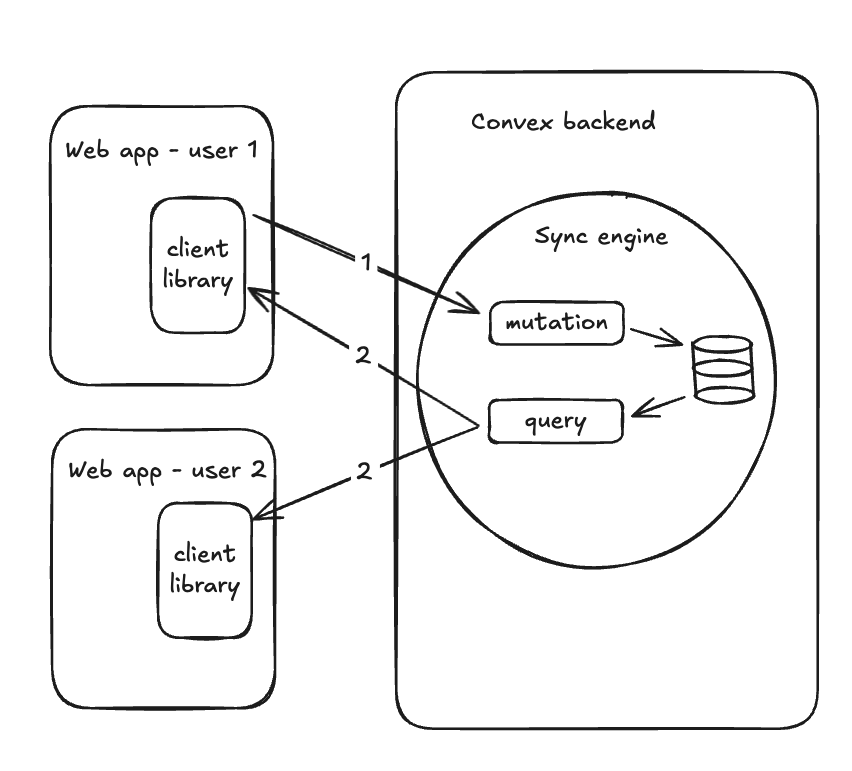 Convex backend
Web app - user 1
client
library
Sync engine
1
mutation
2
query
2
Web app - user 2
client
library